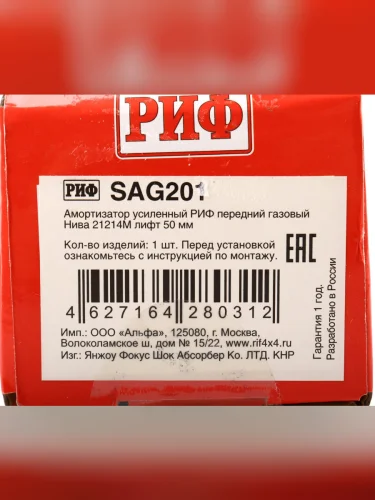 РИФ
РИФ SAG201
Амортизатор усиленный РИФ передний газовый
Нива 21214М лифт 50 мм
Кол-во изделий: 1 шт. Перед установкой
ознакомьтесь с инструкцией по монтажу.
EAC
4 627164 280312
Имп.: ООО «Альфа», 125080, г. Москва,
Волоколамское ш, дом № 15/22, www.rif4x4.ru
Изг.: Янжоу Фокус Шок Абсорбер Ко. ЛТД. КНР
Гарантия 1 год.
Разработано в России